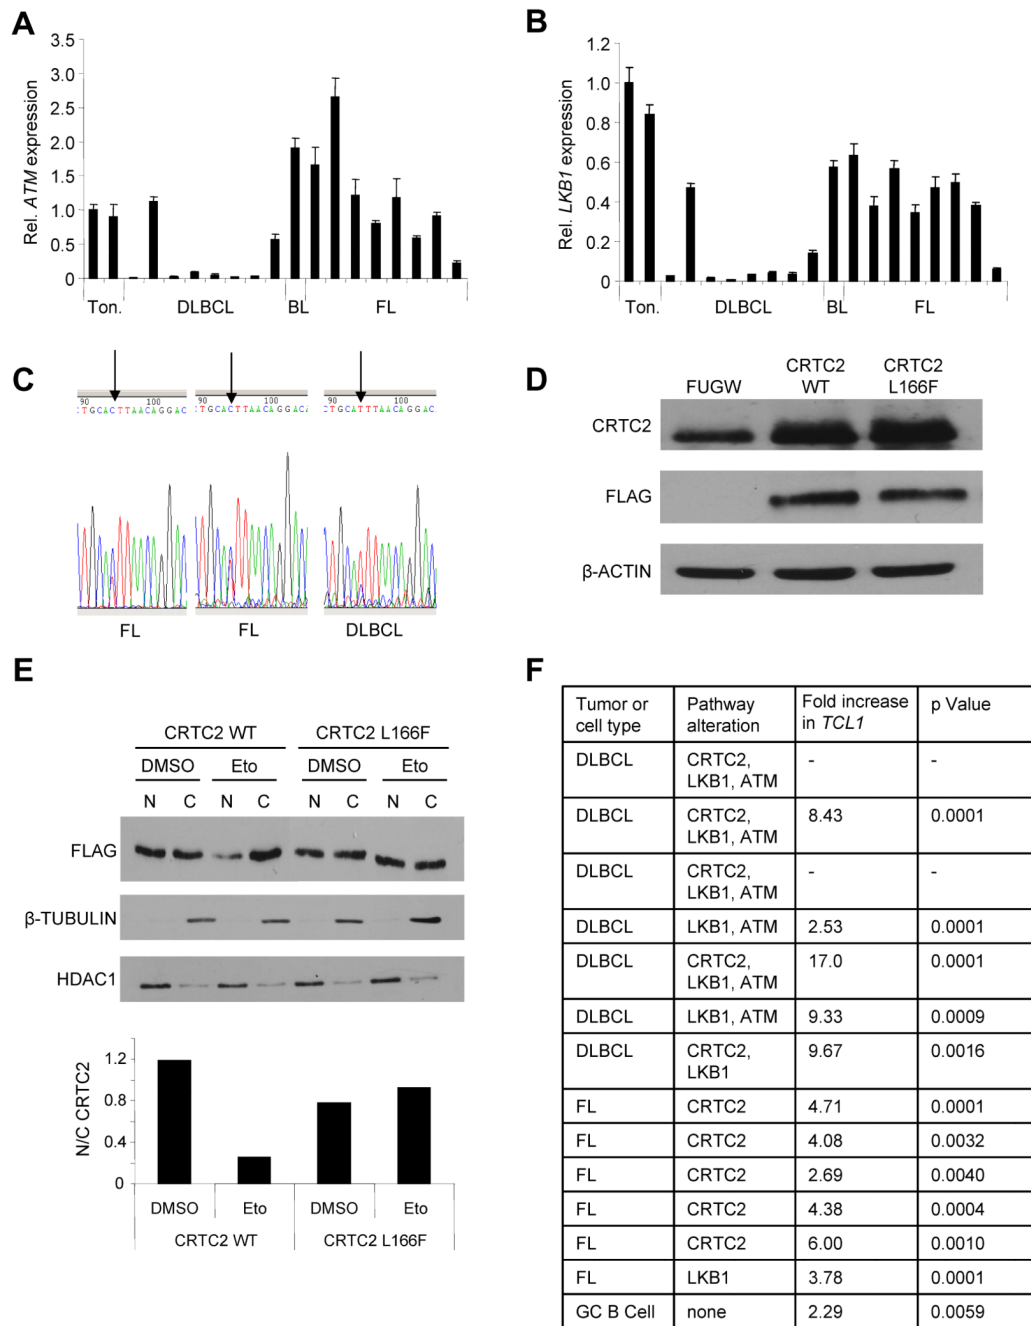 A
Rel. ATM expression
3.5
3.0
2.5
2.0
1.5
1.0
0.5
0
Ton. DLBCL BL FL
B
Rel. LKB1 expression
1.2
1.0
0.8
0.6
0.4
0.2
0
Ton. DLBCL BL FL
C
90 100
:TGCACTTAACAGGAC
FL
90 100
:TGCACTTAACAGGAC
FL
90 100
CTGCATTTAACAGGAC
DLBCL
D
FUGW CRTC2 WT CRTC2 L166F
CRTC2
FLAG
β-ACTIN
E
CRTC2 WT CRTC2 L166F
DMSO Eto DMSO Eto
N C N C N C N C
FLAG
β-TUBULIN
HDAC1
N/C CRTC2
1.2
0.8
0.4
0
DMSO Eto DMSO Eto
CRTC2 WT CRTC2 L166F
F
Tumor or cell type Pathway alteration Fold increase in TCL1 p Value
DLBCL CRTC2, LKB1, ATM - -
DLBCL CRTC2, LKB1, ATM 8.43 0.0001
DLBCL CRTC2, LKB1, ATM - -
DLBCL LKB1, ATM 2.53 0.0001
DLBCL CRTC2, LKB1, ATM 17.0 0.0001
DLBCL LKB1, ATM 9.33 0.0009
DLBCL CRTC2, LKB1 9.67 0.0016
FL CRTC2 4.71 0.0001
FL CRTC2 4.08 0.0032
FL CRTC2 2.69 0.0040
FL CRTC2 4.38 0.0004
FL CRTC2 6.00 0.0010
FL LKB1 3.78 0.0001
GC B Cell none 2.29 0.0059